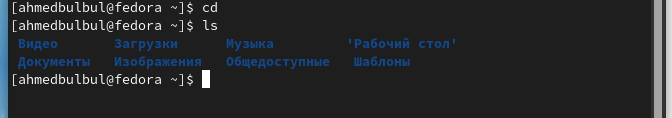 [ahmedbulbul@fedora ~]$ cd
[ahmedbulbul@fedora ~]$ ls
Видео Загрузки Музыка 'Рабочий стол'
Документы Изображения Общедоступные Шаблоны
[ahmedbulbul@fedora ~]$